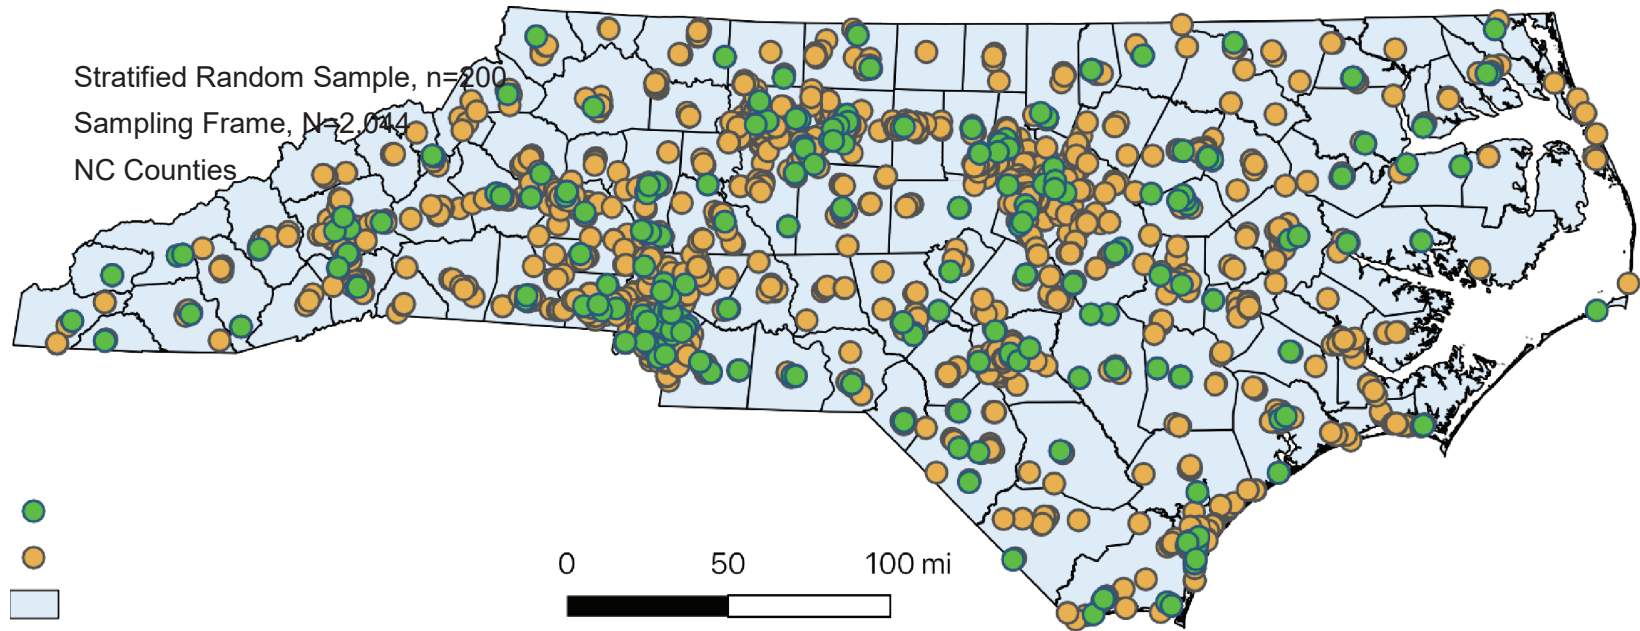 Stratified Random Sample, n=200
Sampling Frame, N=2,044
NC Counties
0 50 100 mi